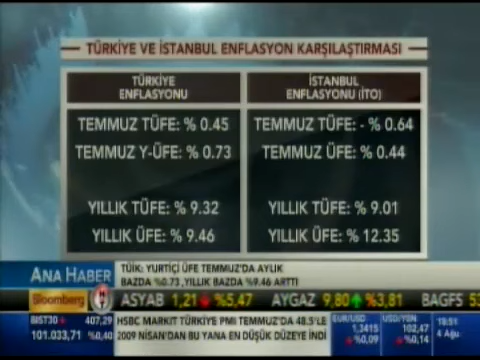 TÜRKİYE VE İSTANBUL ENFLASYON KARŞILAŞTIRMASI
TÜRKİYE
ENFLASYONU
İSTANBUL
ENFLASYONU (İTO)
TEMMUZ TÜFE: % 0.45
TEMMUZ TÜFE: - % 0.64
TEMMUZ Y-ÜFE: % 0.73
TEMMUZ ÜFE: % 0.44
YILLIK TÜFE: % 9.32
YILLIK TÜFE: % 9.01
YILLIK ÜFE: % 9.46
YILLIK ÜFE: % 12.35
ANA HABER
TÜİK: YURTİÇİ ÜFE TEMMUZ'DA AYLIK
BAZDA %0.73 ,YILLIK BAZDA %9.46 ARTTI
Bloomberg HT ASYAB 1,21 %5,47 AYGAZ 9,80 %3,81 BAGFS
BIST30 407,29
101.033,71 %0,40
HSBC MARKIT TÜRKİYE PMI TEMMUZ'DA 48.5'LE
2009 NİSAN'DAN BU YANA EN DÜŞÜK DÜZEYE İNDİ
EUR/USD USD/YEN
1,3415 102,47
%0,09 %0,14
19:51
4 Ağu